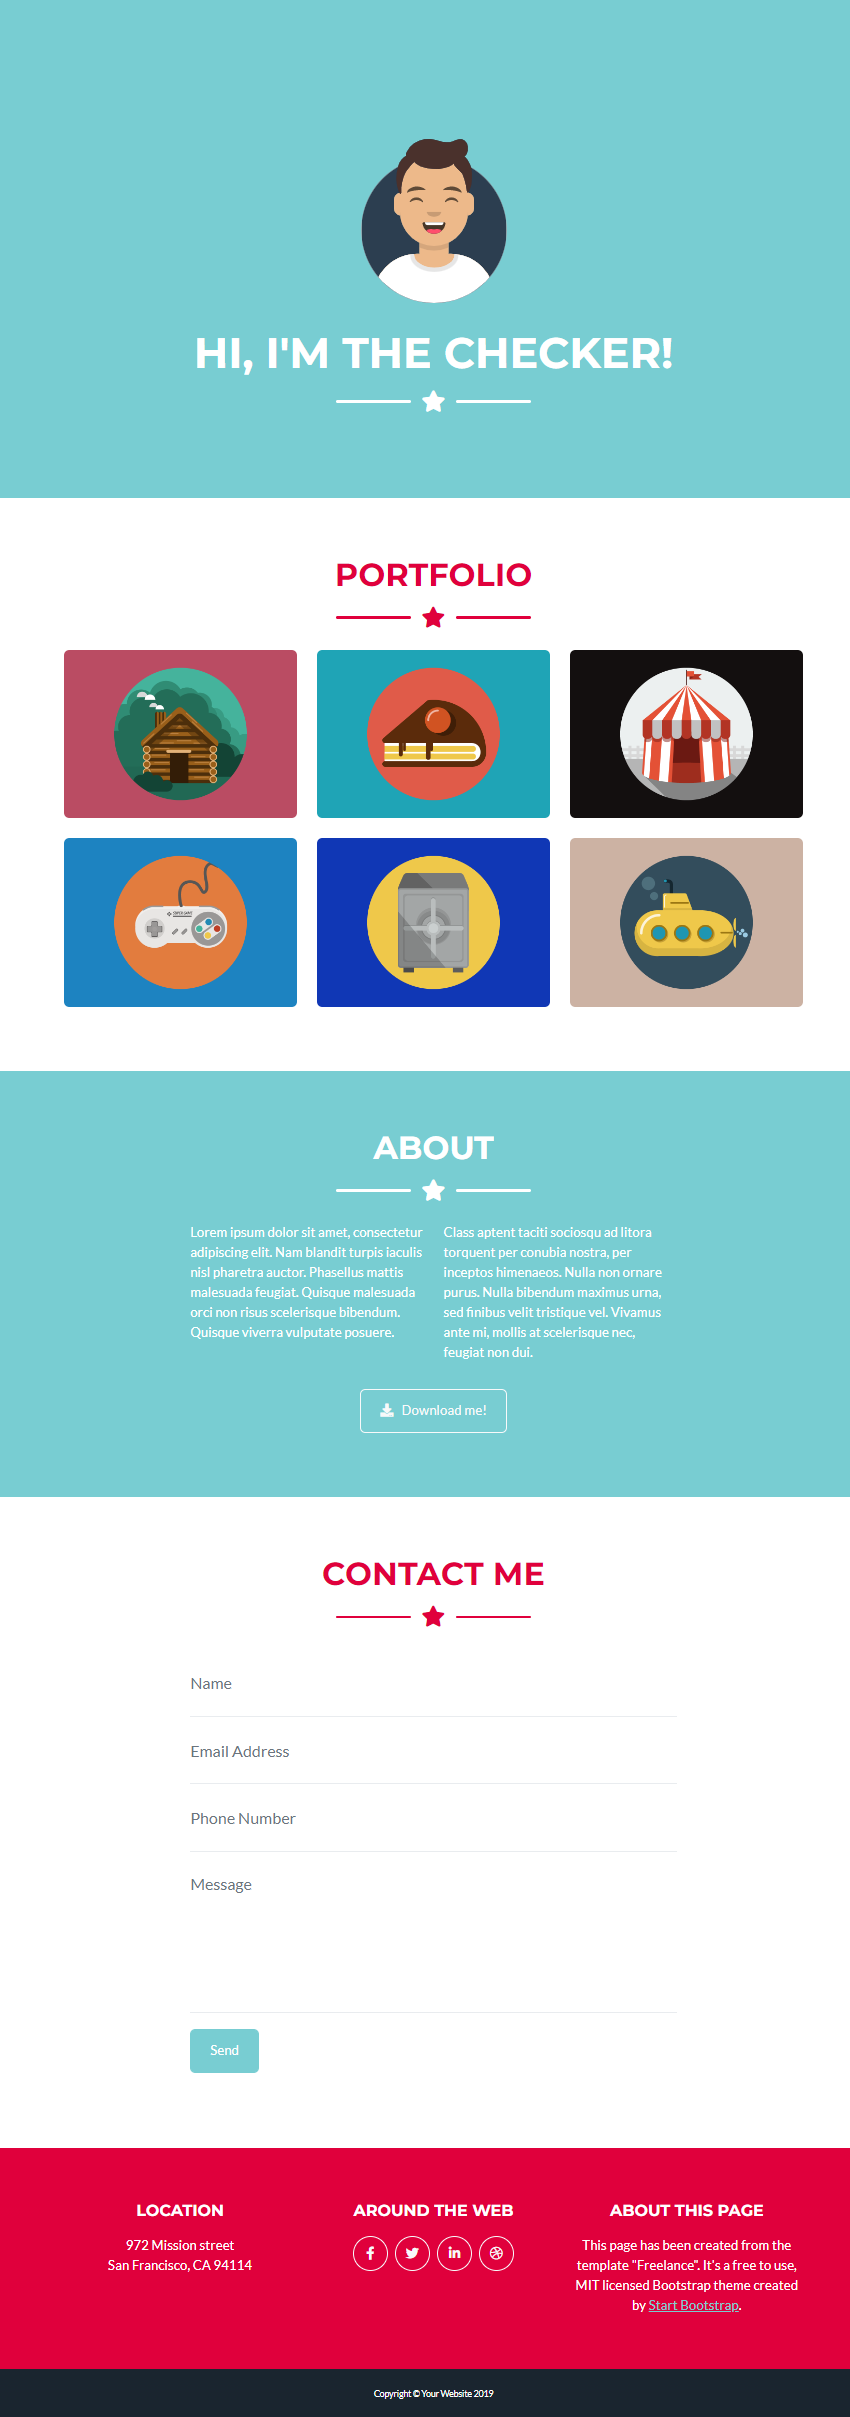 HI, I'M THE CHECKER!
PORTFOLIO
SUPER GAME
ABOUT
Lorem ipsum dolor sit amet, consectetur
adipiscing elit. Nam blandit turpis iaculis
nisl pharetra auctor. Phasellus mattis
malesuada feugiat. Quisque malesuada
orci non risus scelerisque bibendum.
Quisque viverra vulputate posuere.
Class aptent taciti sociosqu ad litora
torquent per conubia nostra, per
inceptos himenaeos. Nulla non ornare
purus. Nulla bibendum maximus urna,
sed finibus velit tristique vel. Vivamus
ante mi, mollis at scelerisque nec,
feugiat non dui.
Download me!
CONTACT ME
Name
Email Address
Phone Number
Message
Send
LOCATION
972 Mission street
San Francisco, CA 94114
AROUND THE WEB
ABOUT THIS PAGE
This page has been created from the
template "Freelance". It's a free to use,
MIT licensed Bootstrap theme created
by Start Bootstrap.
Copyright © Your Website 2019